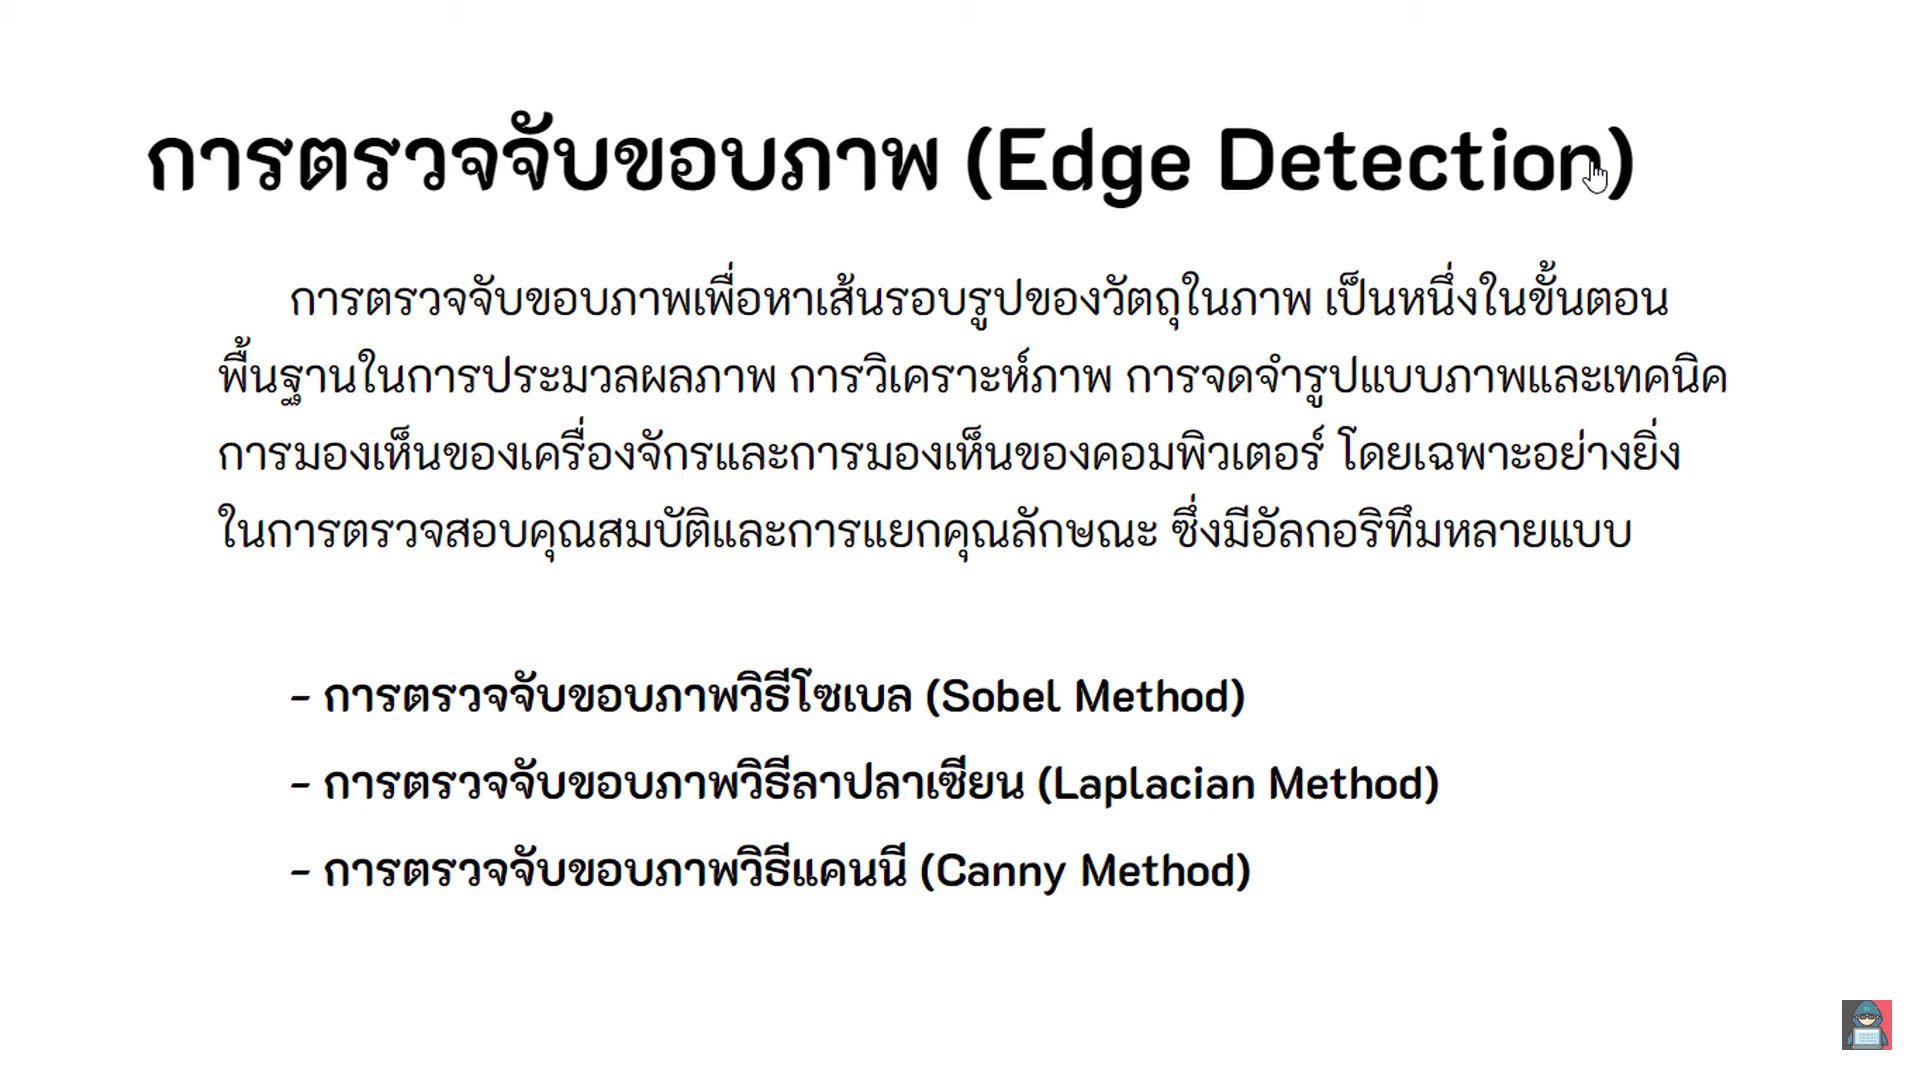 การตรวจจับขอบภาพ (Edge Detection)
การตรวจจับขอบภาพเพื่อหาเส้นรอบรูปของวัตถุในภาพ เป็นหนึ่งในขั้นตอน
พื้นฐานในการประมวลผลภาพ การวิเคราะห์ภาพ การจดจำรูปแบบภาพและเทคนิค
การมองเห็นของเครื่องจักรและการมองเห็นของคอมพิวเตอร์ โดยเฉพาะอย่างยิ่ง
ในการตรวจสอบคุณสมบัติและการแยกคุณลักษณะ ซึ่งมีอัลกอริทึมหลายแบบ
- การตรวจจับขอบภาพวิธีโซเบล (Sobel Method)
- การตรวจจับขอบภาพวิธีลาปลาเซียน (Laplacian Method)
- การตรวจจับขอบภาพวิธีแคนนี (Canny Method)